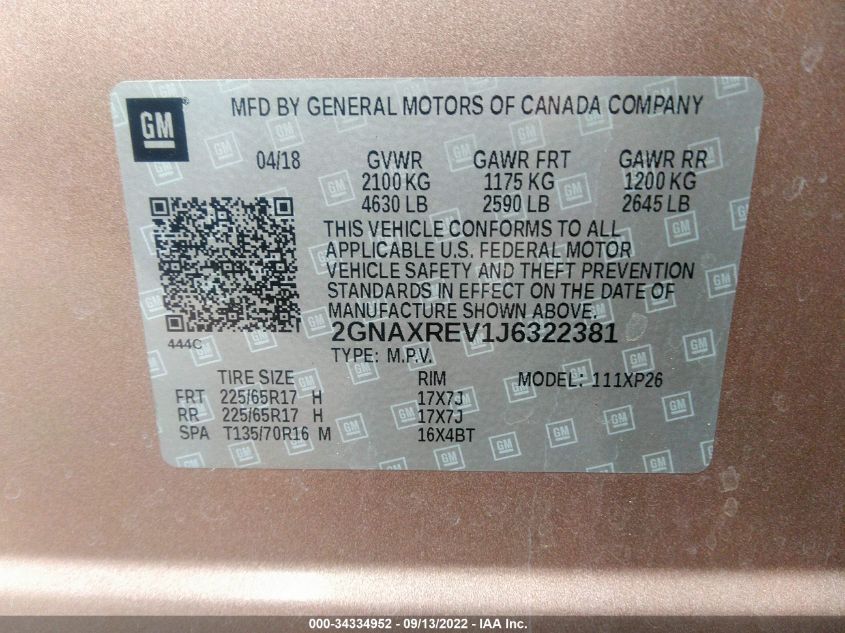 GM
MFD BY GENERAL MOTORS OF CANADA COMPANY
04/18 GVWR GAWR FRT GAWR RR
2100 KG 1175 KG 1200 KG
4630 LB 2590 LB 2645 LB
THIS VEHICLE CONFORMS TO ALL
APPLICABLE U.S. FEDERAL MOTOR
VEHICLE SAFETY AND THEFT PREVENTION
STANDARDS IN EFFECT ON THE DATE OF
MANUFACTURE SHOWN ABOVE.
444C 2GNAXREV1J6322381
TYPE: M.P.V.
TIRE SIZE RIM MODEL: 111XP26
FRT 225/65R17 H 17X7J
RR 225/65R17 H 17X7J
SPA T135/70R16 M 16X4BT
000-34334952 - 09/13/2022 - IAA Inc.